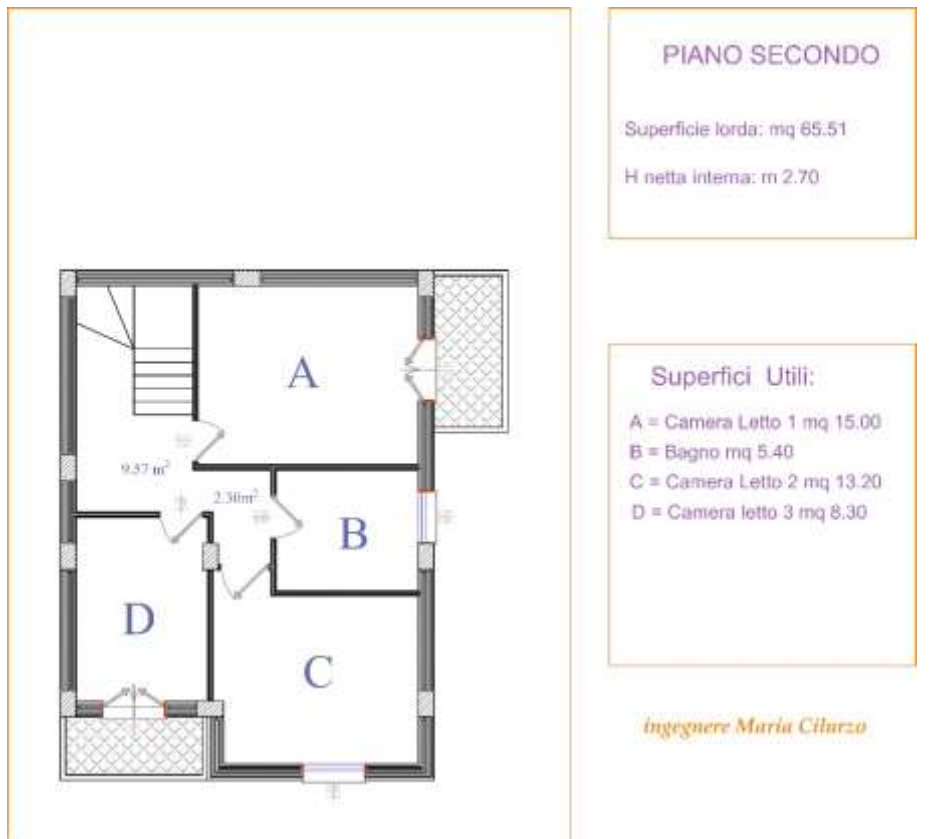 PIANO SECONDO
Superficie lorda: mq 65.51
H netta interna: m 2.70
A
9.57 m²
2.30m²
B
D
C
Superfici Utili:
A = Camera Letto 1 mq 15.00
B = Bagno mq 5.40
C = Camera Letto 2 mq 13.20
D = Camera letto 3 mq 8.30
ingegnere Maria Cilurzo